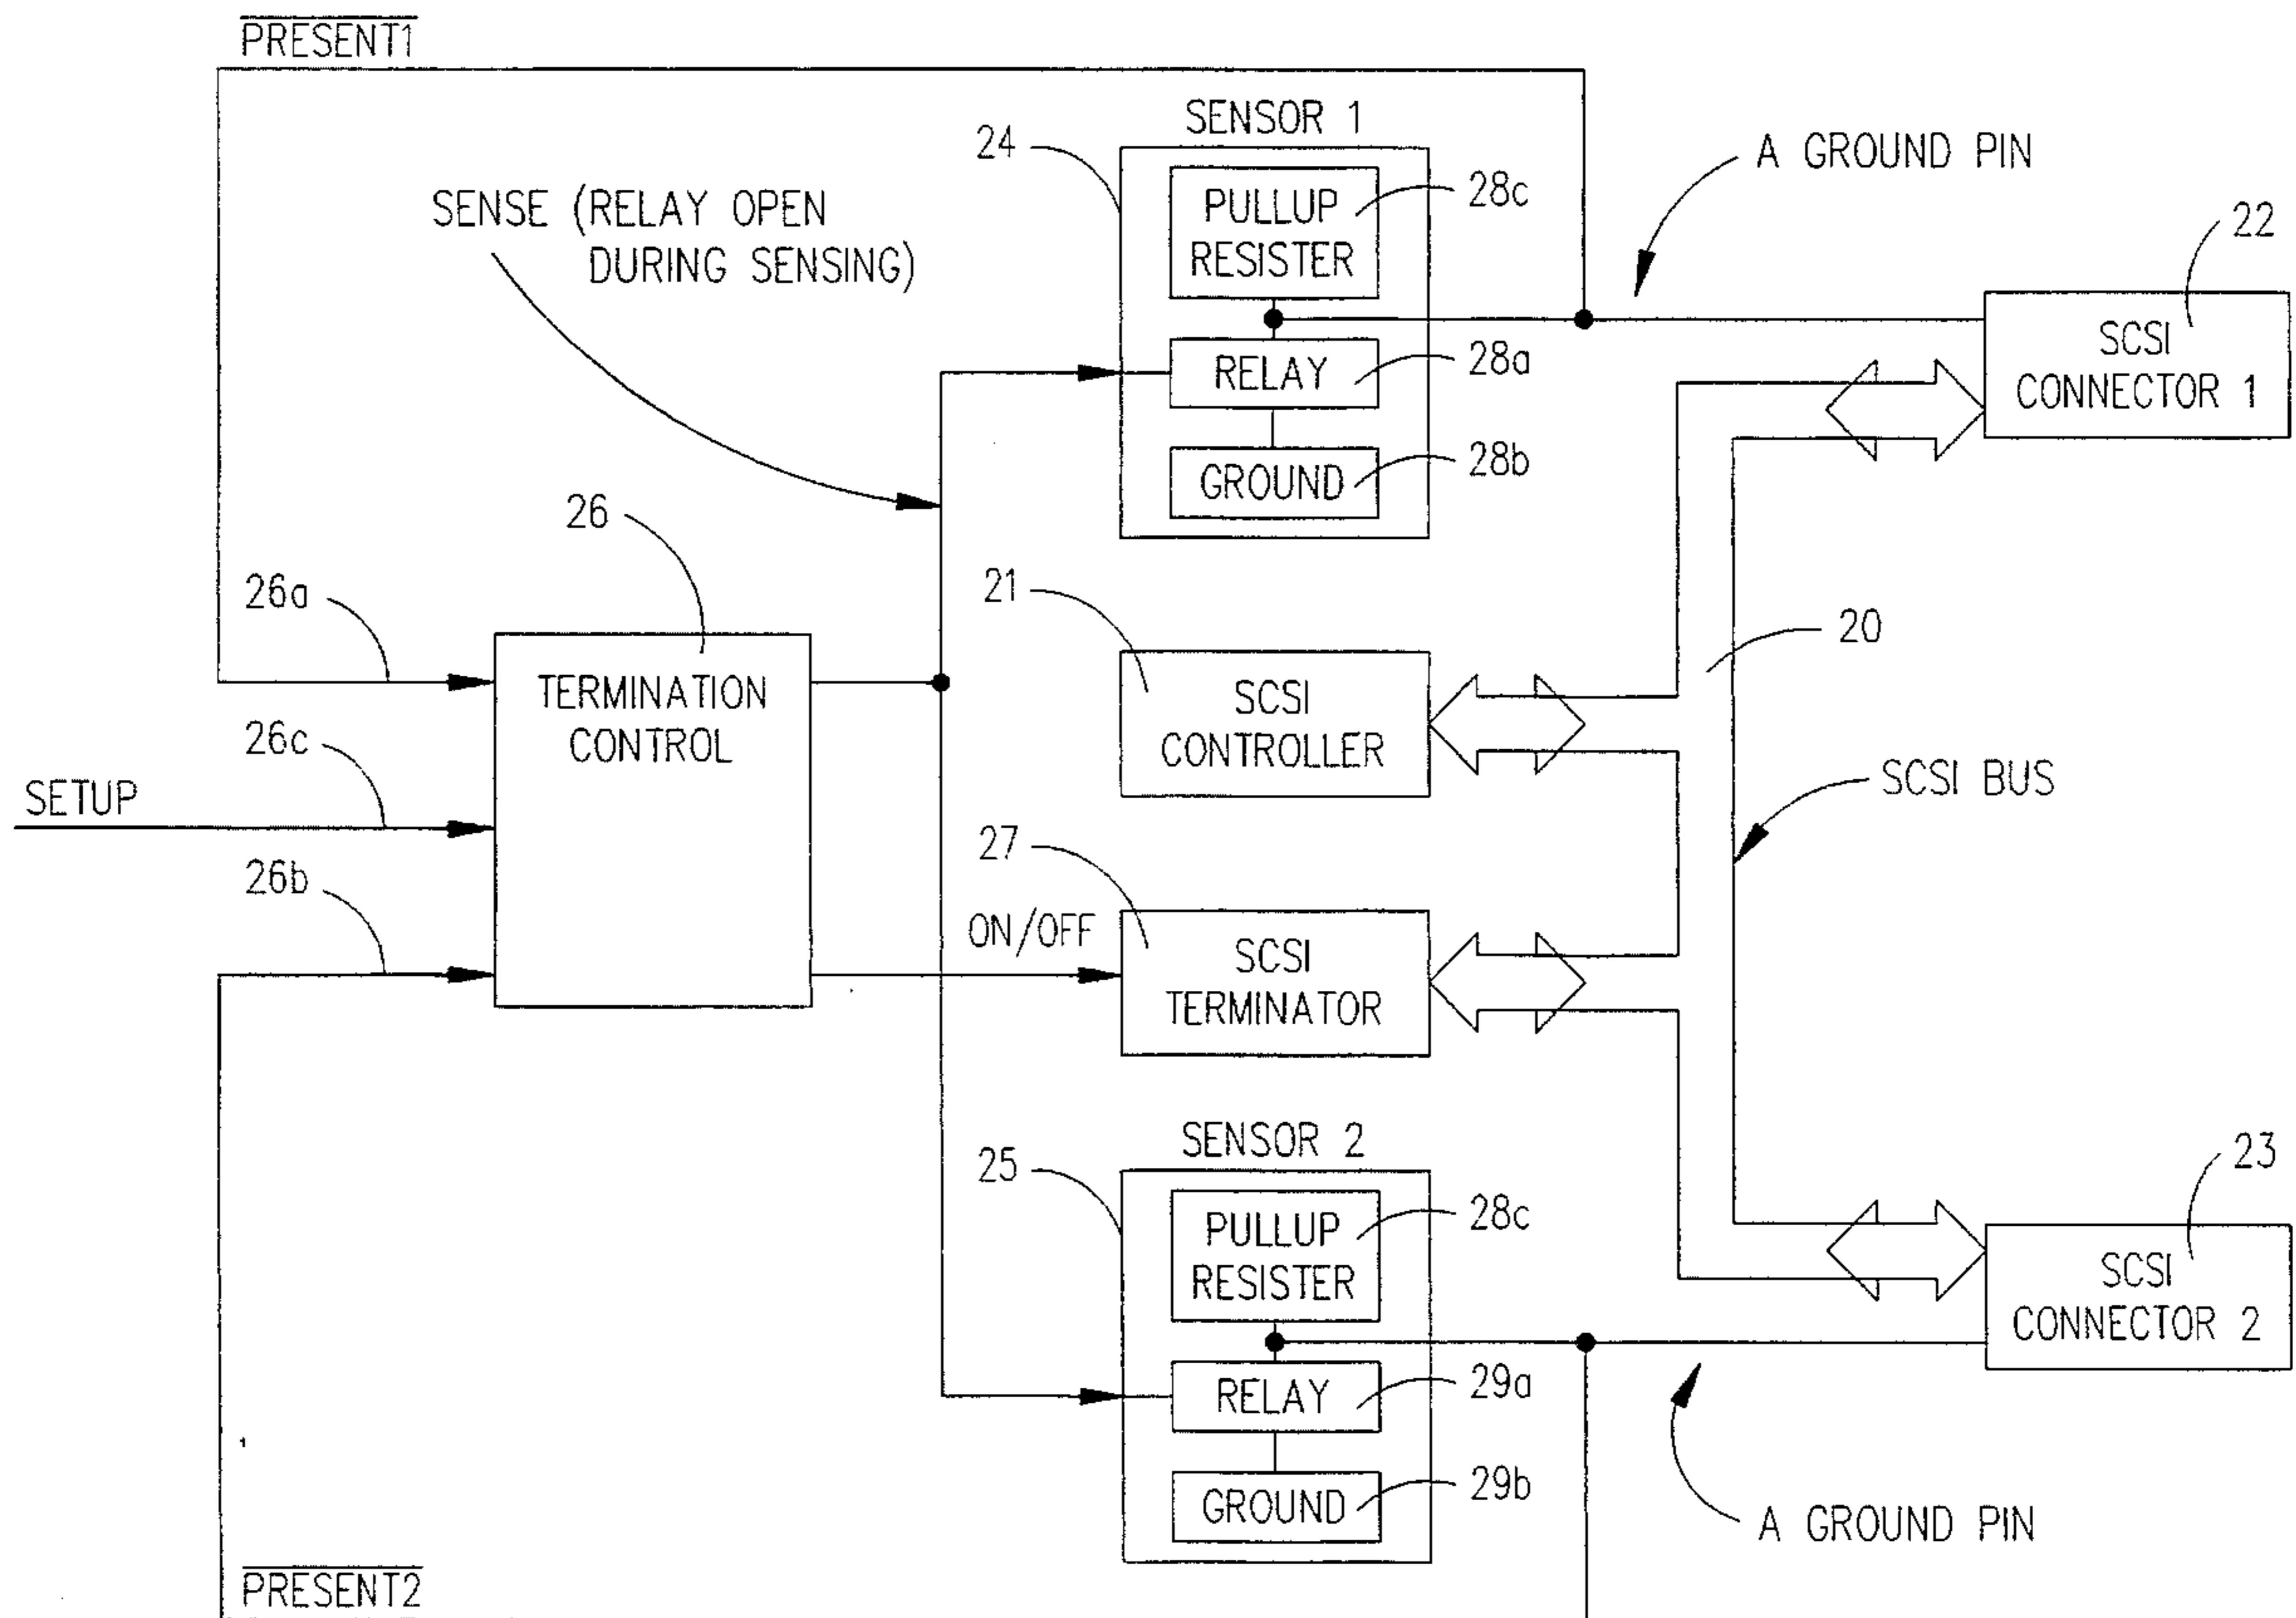 PRESENT1
SENSOR 1
24
PULLUP
RESISTER
28c
A GROUND PIN
SENSE (RELAY OPEN
DURING SENSING)
RELAY
28a
22
SCSI
CONNECTOR 1
GROUND
28b
26
26a
TERMINATION
CONTROL
21
SCSI
CONTROLLER
20
26c
SETUP
SCSI BUS
26b
27
ON/OFF
SCSI
TERMINATOR
SENSOR 2
25
PULLUP
RESISTER
28c
23
SCSI
CONNECTOR 2
RELAY
29a
GROUND
29b
A GROUND PIN
PRESENT2